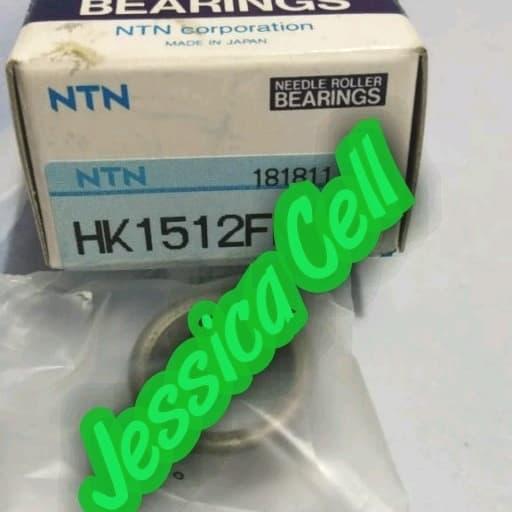 BEARINGS
NTN corporation
MADE IN JAPAN
NTN
NEEDLE ROLLER
BEARINGS
NTN
181811
HK1512F
Jessica Cell